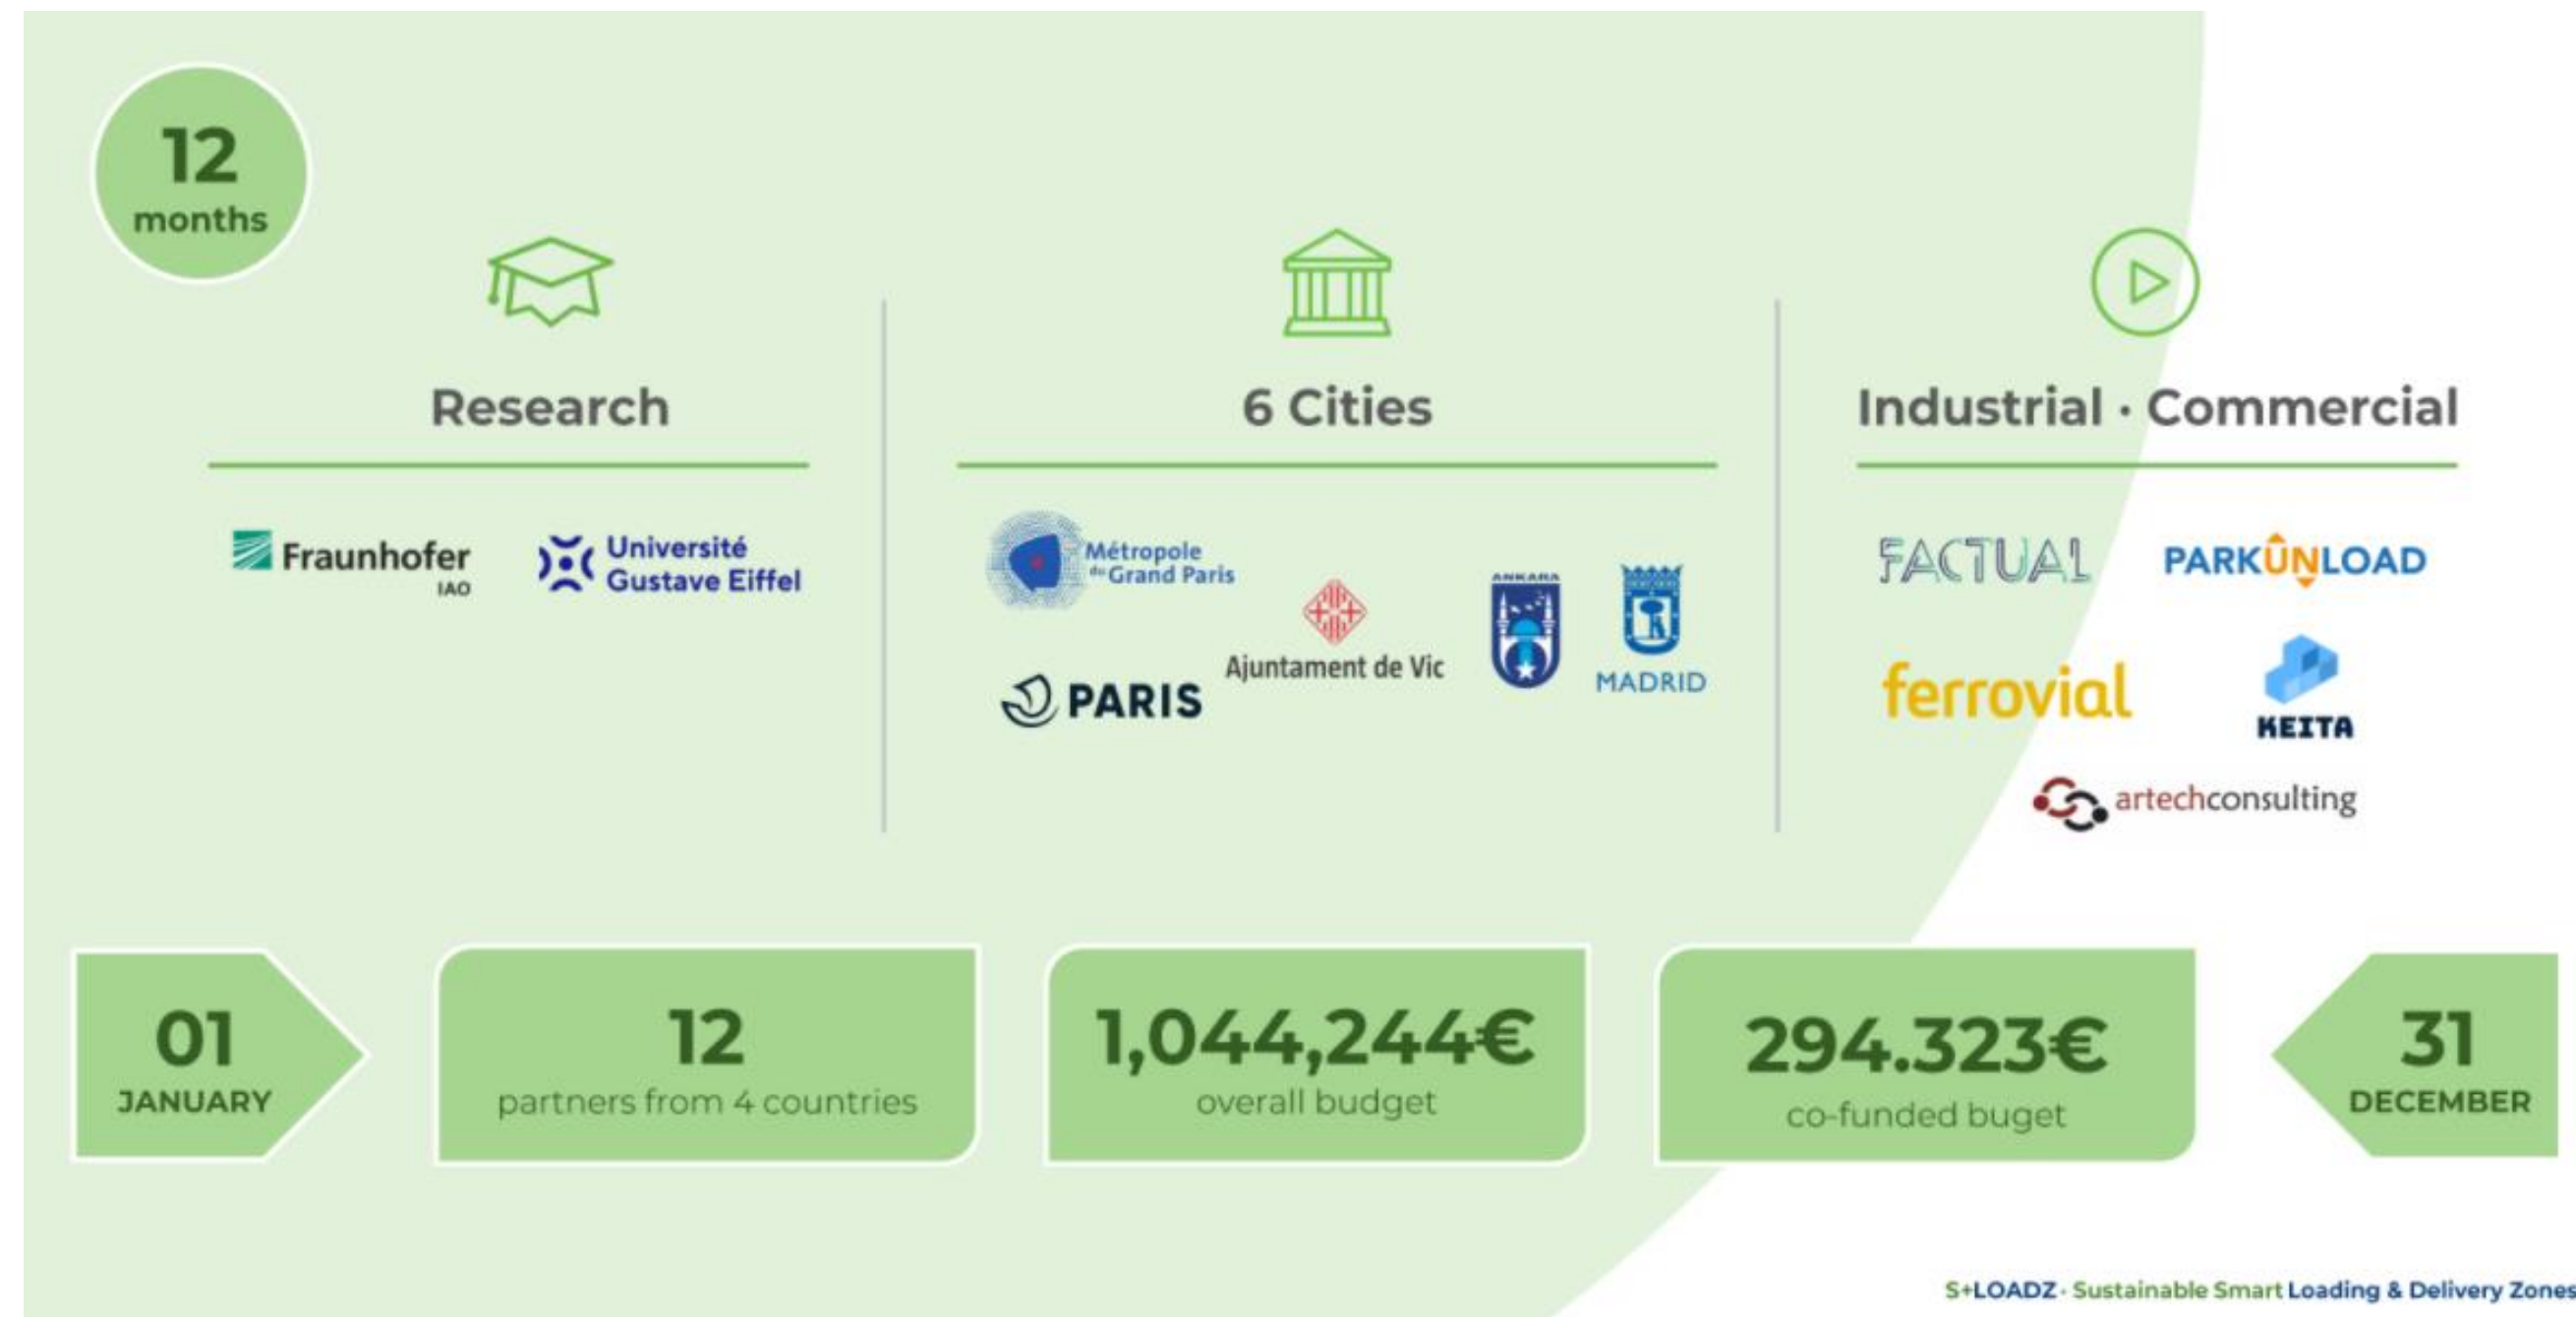 12
months
Research
6 Cities
Industrial · Commercial
Fraunhofer
IAO
Université
Gustave Eiffel
Métropole
du Grand Paris
PARIS
Ajuntament de Vic
ANKARA
MADRID
FACTUAL
PARKUNLOAD
ferrovial
KEITA
artechconsulting
01
JANUARY
12
partners from 4 countries
1,044,244€
overall budget
294.323€
co-funded buget
31
DECEMBER
S+LOADZ · Sustainable Smart Loading & Delivery Zones